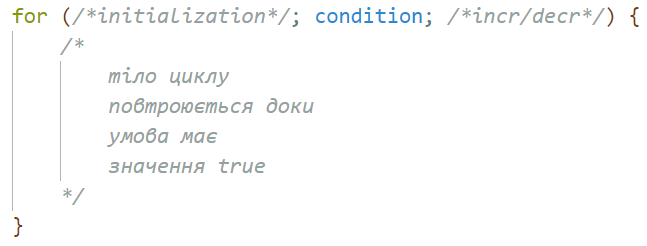 for (/*initialization*/; condition; /*incr/decr*/) {
/*
тіло циклу
повтроюється доки
умова має
значення true
*/
}